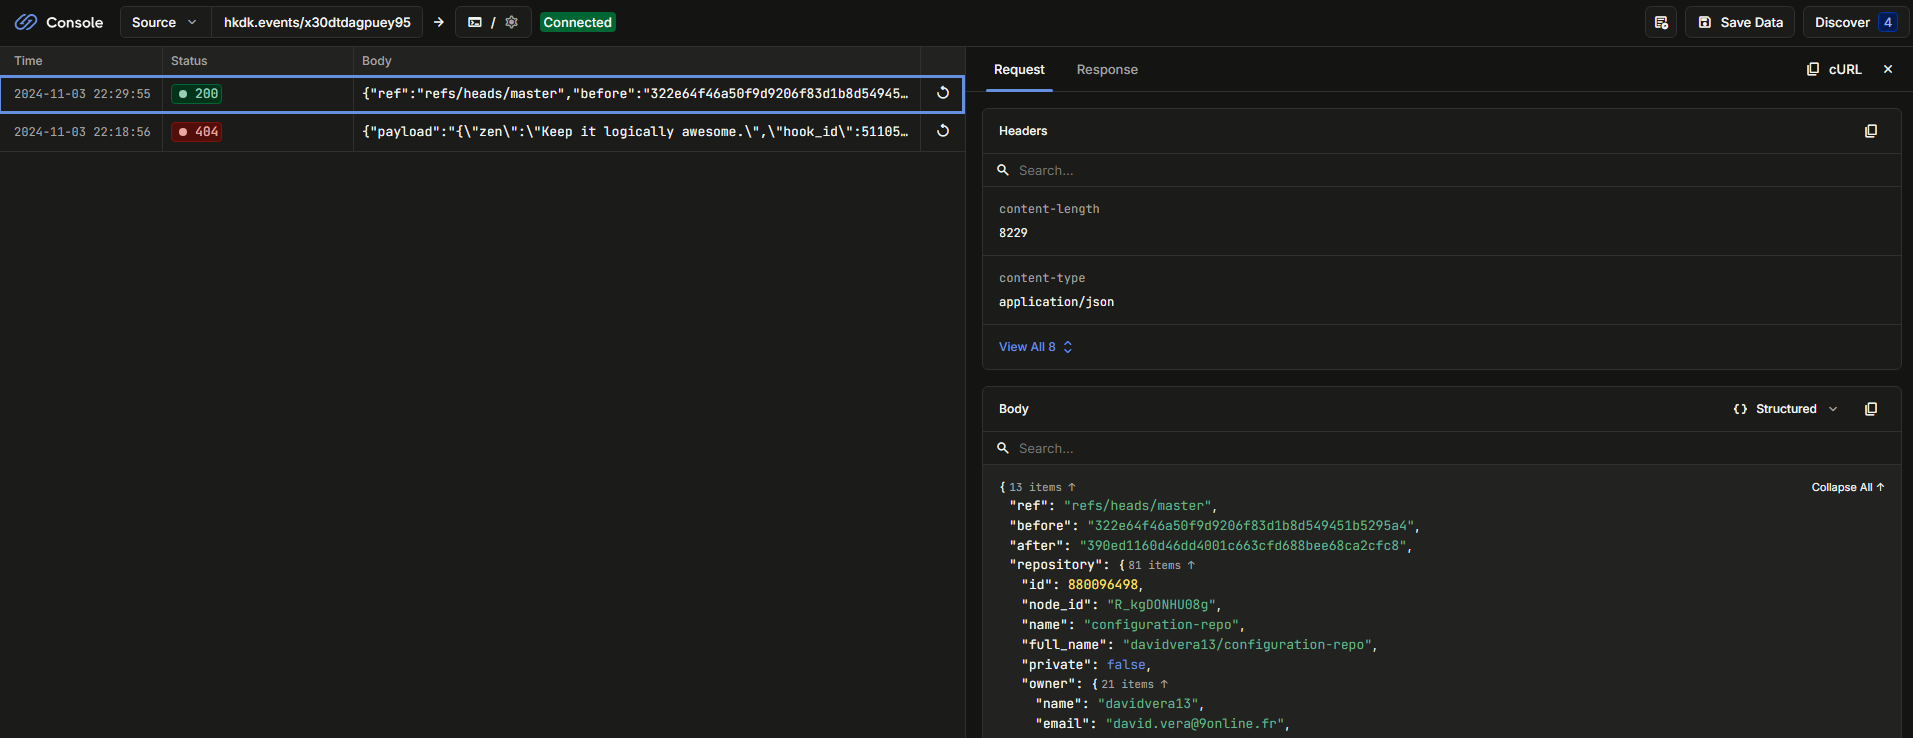 Console Source hkdk.events/x30dtdagpuey95 → / Connected Save Data Discover 4
Time Status Body
2024-11-03 22:29:55 200 {"ref":"refs/heads/master","before":"322e64f46a50f9d9206f83d1b8d54945…
2024-11-03 22:18:56 404 {"payload":"{\"zen\":\"Keep it logically awesome.\",\"hook_id\":51105…
Request Response cURL
Headers
Search...
content-length
8229
content-type
application/json
View All 8
Body {} Structured
Search...
{ 13 items ↑ Collapse All ↑
"ref": "refs/heads/master",
"before": "322e64f46a50f9d9206f83d1b8d549451b5295a4",
"after": "390ed1160d46dd4001c663cfd688bee68ca2cfc8",
"repository": { 81 items ↑
"id": 880096498,
"node_id": "R_kgDONHU08g",
"name": "configuration-repo",
"full_name": "davidvera13/configuration-repo",
"private": false,
"owner": { 21 items ↑
"name": "davidvera13",
"email": "david.vera@9online.fr",